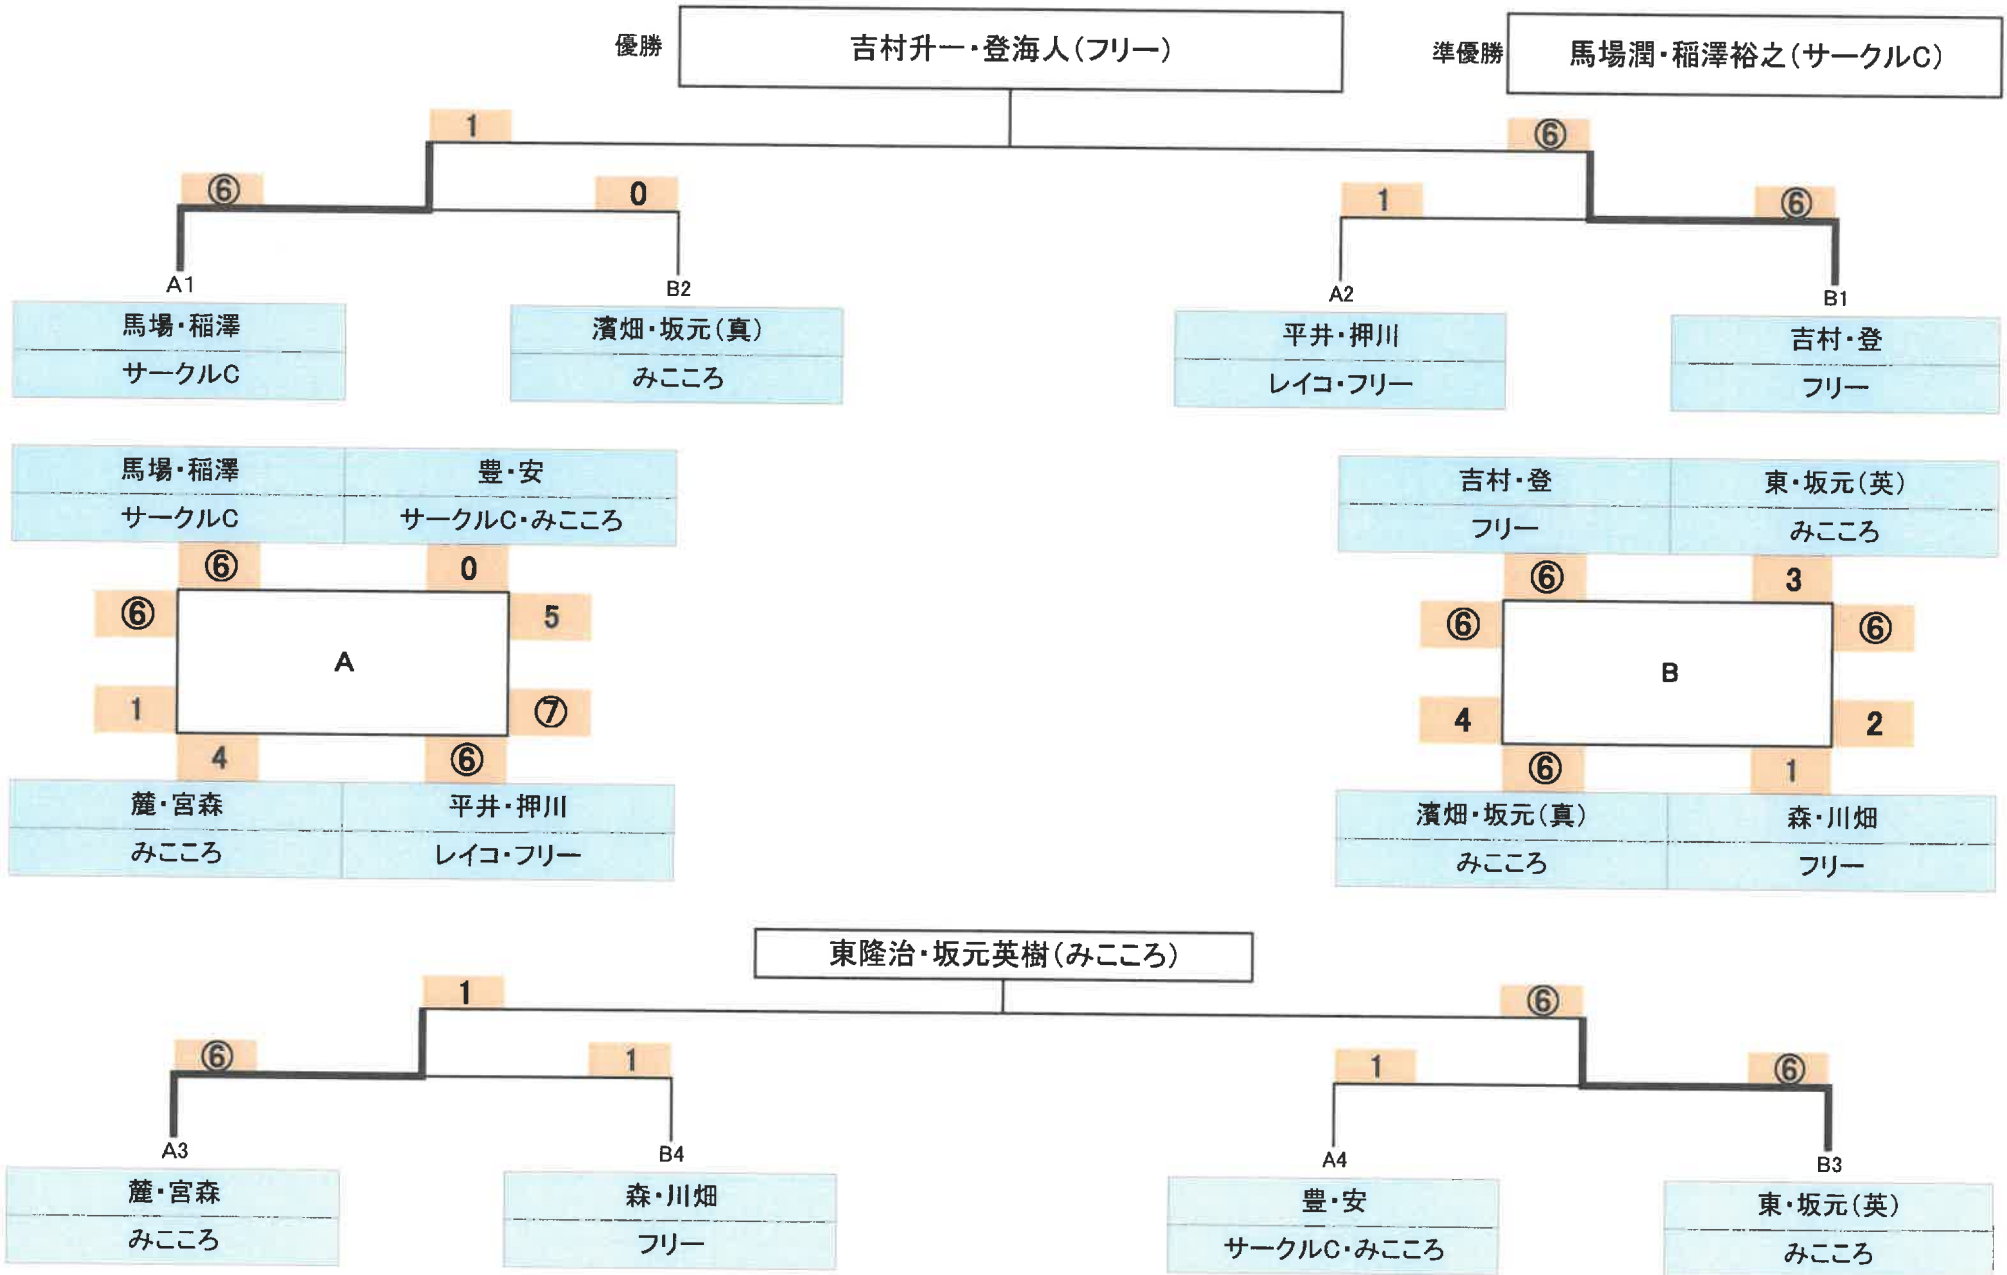 優勝 吉村升一・登海人(フリー) 準優勝 馬場潤・稲澤裕之(サークルC)
1 ⑥
⑥ 0 1 ⑥
A1 B2 A2 B1
馬場・稲澤 濱畑・坂元(真) 平井・押川 吉村・登
サークルC みこころ レイコ・フリー フリー
馬場・稲澤 豊・安 吉村・登 東・坂元(英)
サークルC サークルC・みこころ フリー みこころ
⑥ 0 ⑥ 3
⑥ 5 ⑥ ⑥
A B
1 ⑦ 4 2
4 ⑥ ⑥ 1
麓・宮森 平井・押川 濱畑・坂元(真) 森・川畑
みこころ レイコ・フリー みこころ フリー
東隆治・坂元英樹(みこころ)
1 ⑥
⑥ 1 1 ⑥
A3 B4 A4 B3
麓・宮森 森・川畑 豊・安 東・坂元(英)
みこころ フリー サークルC・みこころ みこころ